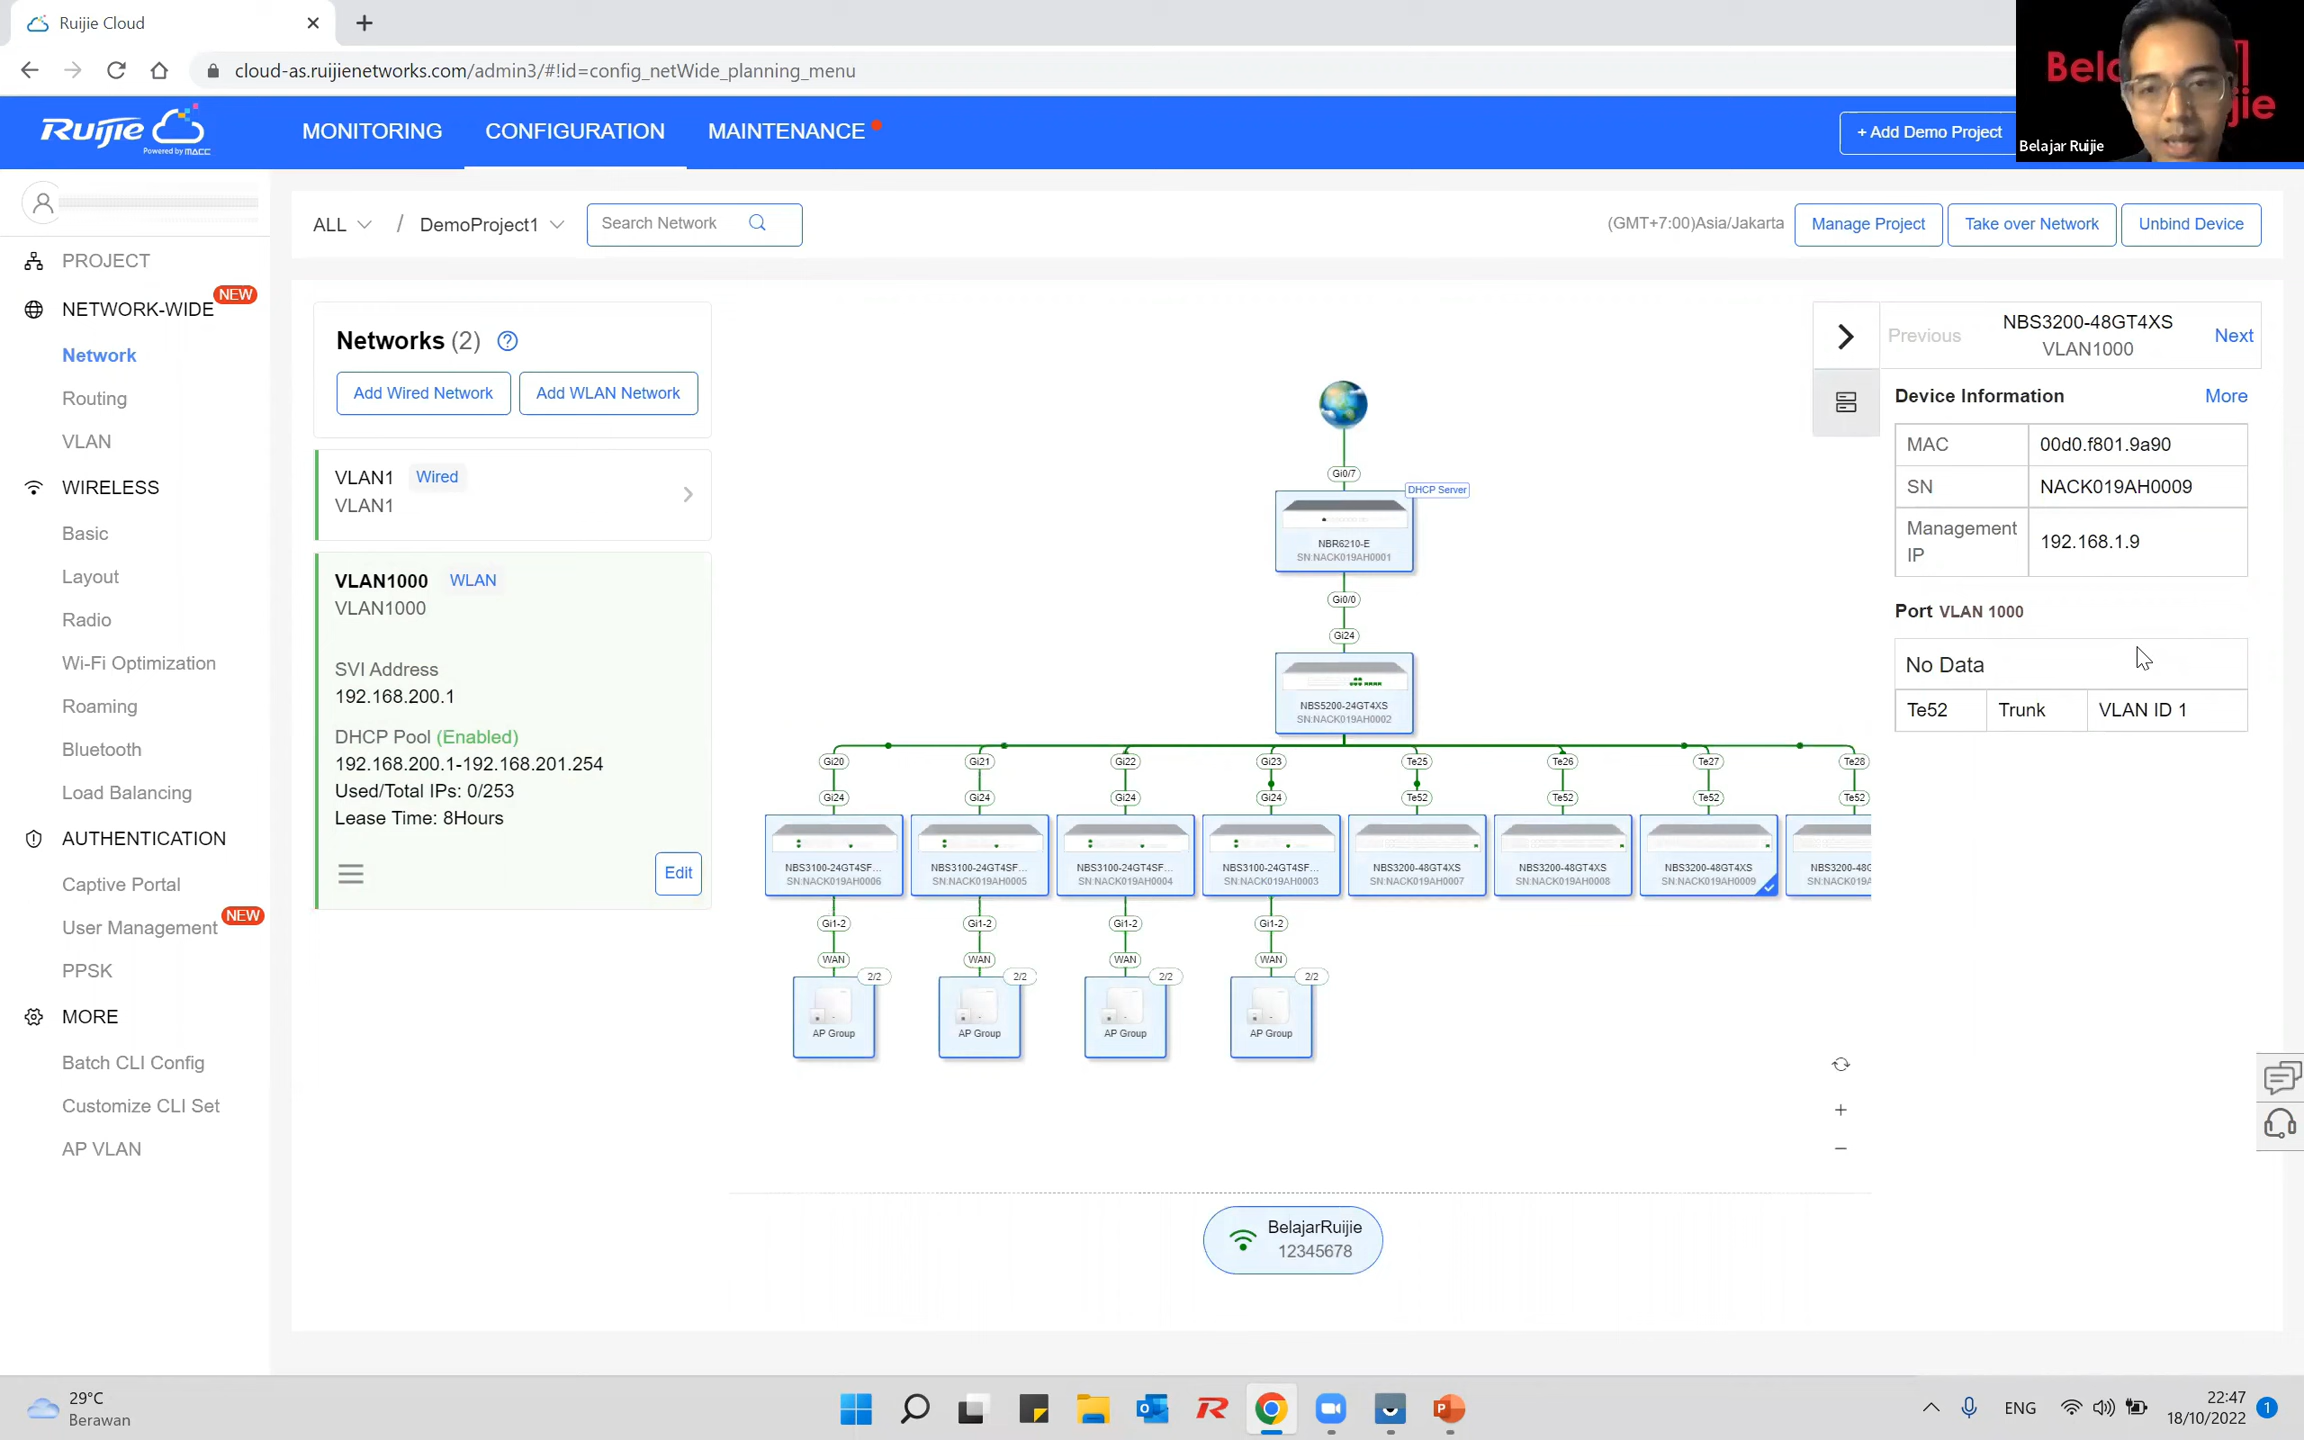 Ruijie Cloud
cloud-as.ruijienetworks.com/admin3/#!id=config_netWide_planning_menu
Belajar Ruijie
Ruijie
Powered by MACC
MONITORING
CONFIGURATION
MAINTENANCE
+ Add Demo Project
ALL / DemoProject1
Search Network
(GMT+7:00)Asia/Jakarta
Manage Project
Take over Network
Unbind Device
PROJECT
NETWORK-WIDE
NEW
Network
Routing
VLAN
WIRELESS
Basic
Layout
Radio
Wi-Fi Optimization
Roaming
Bluetooth
Load Balancing
AUTHENTICATION
Captive Portal
User Management
NEW
PPSK
MORE
Batch CLI Config
Customize CLI Set
AP VLAN
Networks (2)
Add Wired Network
Add WLAN Network
VLAN1 Wired
VLAN1
VLAN1000 WLAN
VLAN1000
SVI Address
192.168.200.1
DHCP Pool (Enabled)
192.168.200.1-192.168.201.254
Used/Total IPs: 0/253
Lease Time: 8Hours
Edit
Gi0/7
DHCP Server
NBR6210-E
SN:NACK019AH0001
Gi0/0
Gi24
NBS5200-24GT4XS
SN:NACK019AH0002
Gi20 Gi21 Gi22 Gi23 Te25 Te26 Te27 Te28
Gi24 Gi24 Gi24 Gi24 Te52 Te52 Te52 Te52
NBS3100-24GT4SF...
SN:NACK019AH0006
NBS3100-24GT4SF...
SN:NACK019AH0005
NBS3100-24GT4SF...
SN:NACK019AH0004
NBS3100-24GT4SF...
SN:NACK019AH0003
NBS3200-48GT4XS
SN:NACK019AH0007
NBS3200-48GT4XS
SN:NACK019AH0008
NBS3200-48GT4XS
SN:NACK019AH0009
Gi1-2 Gi1-2 Gi1-2 Gi1-2
WAN WAN WAN WAN
2/2 2/2 2/2 2/2
AP Group AP Group AP Group AP Group
BelajarRuijie
12345678
Previous
NBS3200-48GT4XS
VLAN1000
Next
Device Information
More
MAC 00d0.f801.9a90
SN NACK019AH0009
Management IP 192.168.1.9
Port VLAN 1000
No Data
Te52 Trunk VLAN ID 1
29°C
Berawan
ENG
22:47
18/10/2022
1